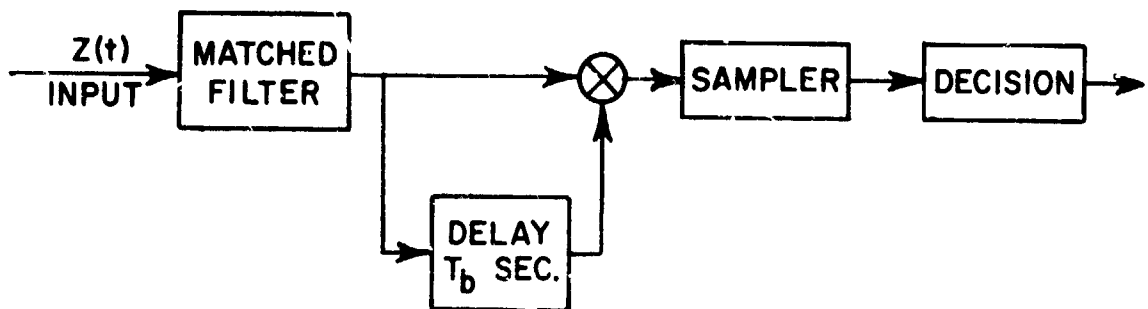 Z(t)
INPUT
MATCHED
FILTER
SAMPLER
DECISION
DELAY
T_b SEC.